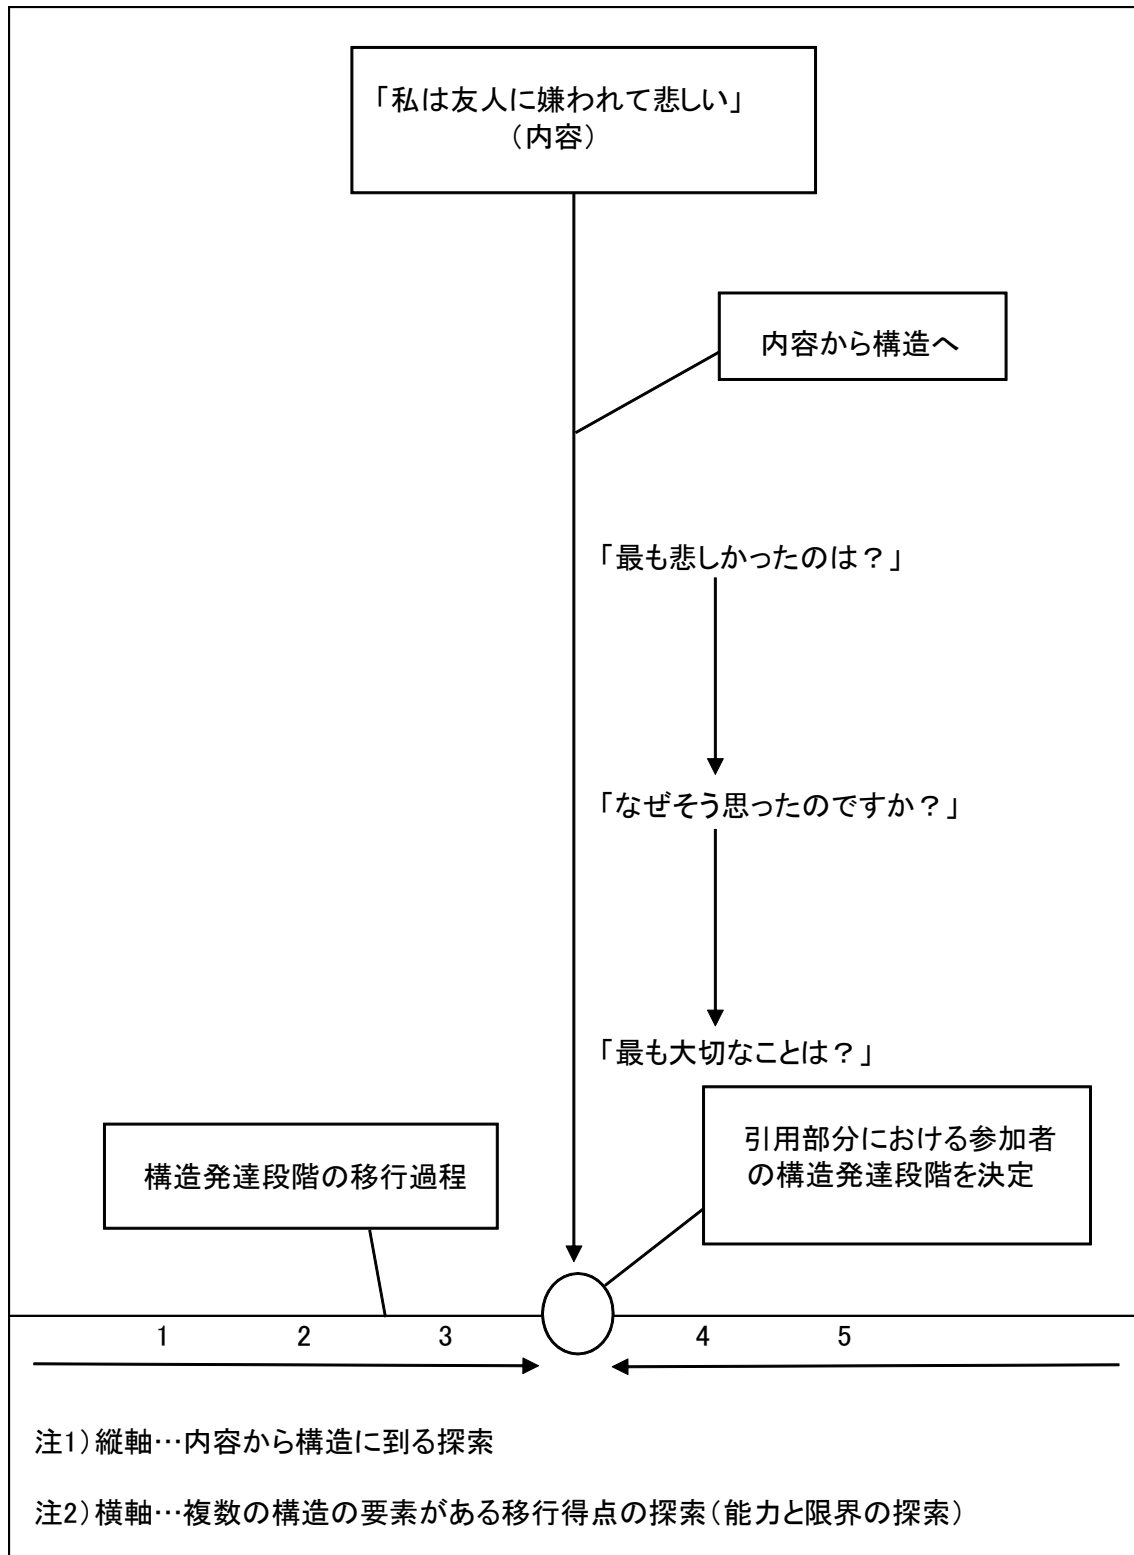 「私は友人に嫌われて悲しい」
（内容）
内容から構造へ
「最も悲しかったのは？」
「なぜそう思ったのですか？」
「最も大切なことは？」
引用部分における参加者
の構造発達段階を決定
構造発達段階の移行過程
1 2 3 4 5
注1）縦軸…内容から構造に到る探索
注2）横軸…複数の構造の要素がある移行得点の探索（能力と限界の探索）